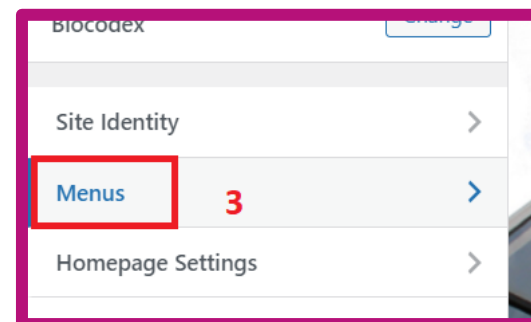 Blocodex
Change
Site Identity
Menus
3
Homepage Settings